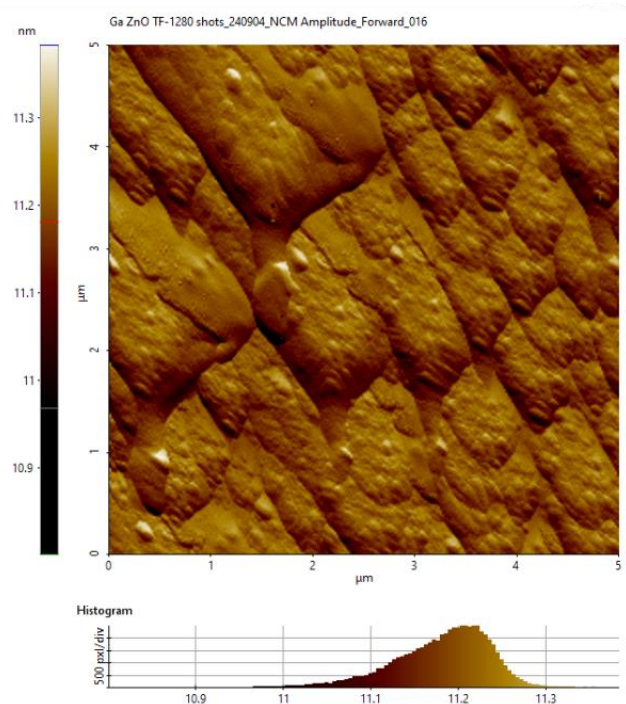 Ga ZnO TF-1280 shots_240904_NCM Amplitude_Forward_016
nm
11.3
11.2
11.1
11
10.9
µm
5
4
3
2
1
0
0 1 2 3 4 5
µm
Histogram
500 pxl/div
10.9 11 11.1 11.2 11.3